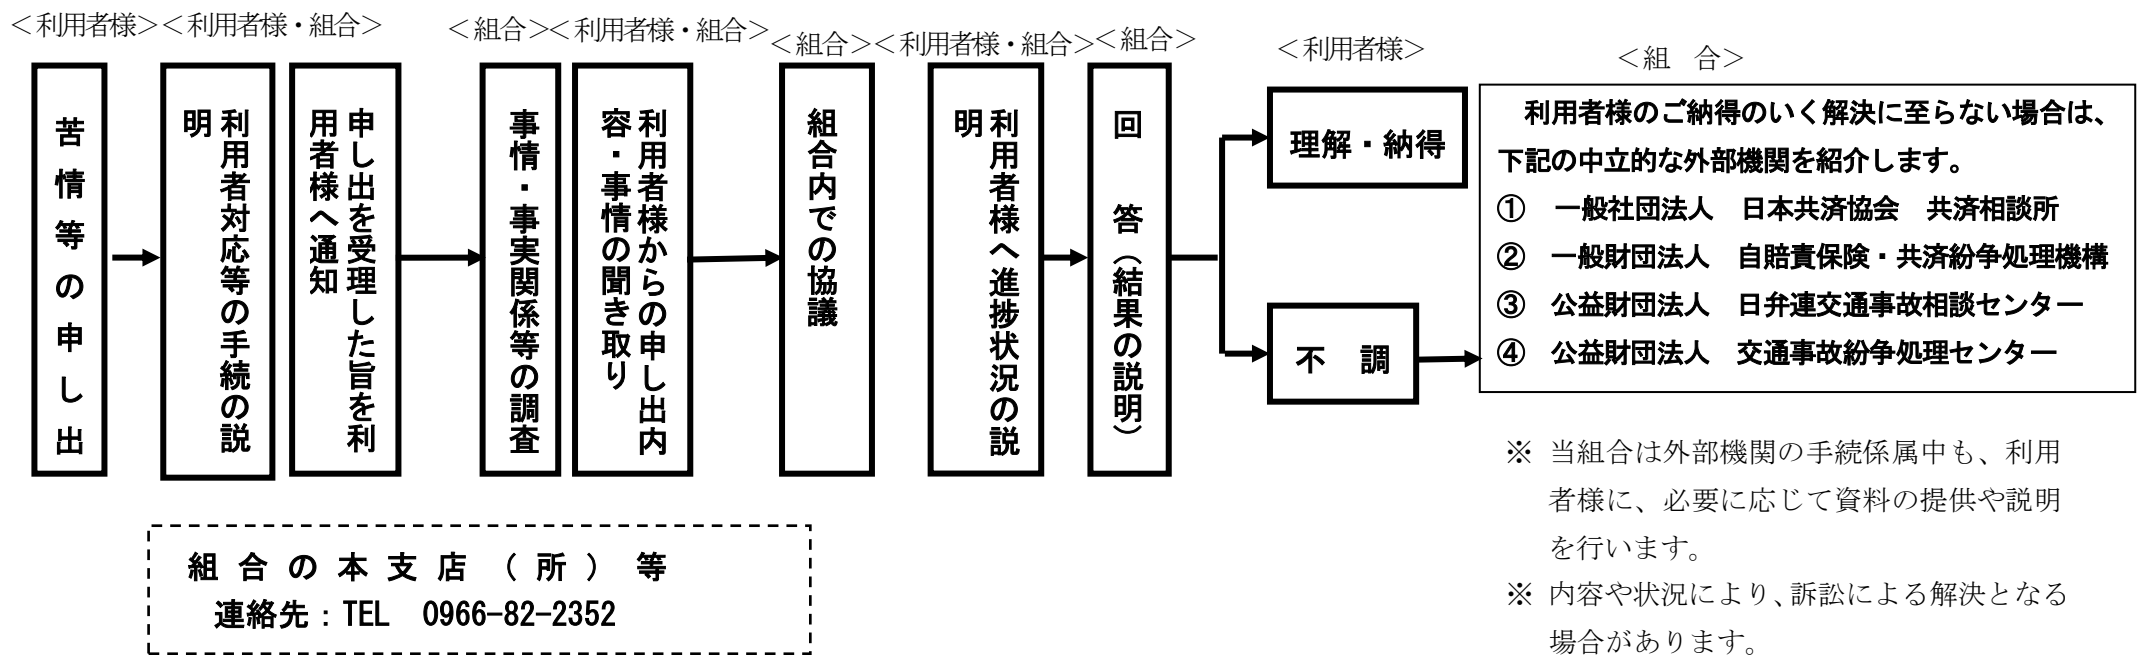 ＜利用者様＞＜利用者様・組合＞
＜組合＞＜利用者様・組合＞
＜組合＞＜利用者様・組合＞＜組合＞
＜利用者様＞
＜組　合＞
苦情等の申し出
利用者対応等の手続の説
明
申し出を受理した旨を利
用者様へ通知
事情・事実関係等の調査
利用者様からの申し出内
容・事情の聞き取り
組合内での協議
利用者様へ進捗状況の説
明
回　答（結果の説明）
理解・納得
不　調
利用者様のご納得のいく解決に至らない場合は、
下記の中立的な外部機関を紹介します。
①　一般社団法人　日本共済協会　共済相談所
②　一般財団法人　自賠責保険・共済紛争処理機構
③　公益財団法人　日弁連交通事故相談センター
④　公益財団法人　交通事故紛争処理センター
※ 当組合は外部機関の手続係属中も、利用
者様に、必要に応じて資料の提供や説明
を行います。
※ 内容や状況により、訴訟による解決となる
場合があります。
組合の本支店（所）等
連絡先：TEL　0966-82-2352